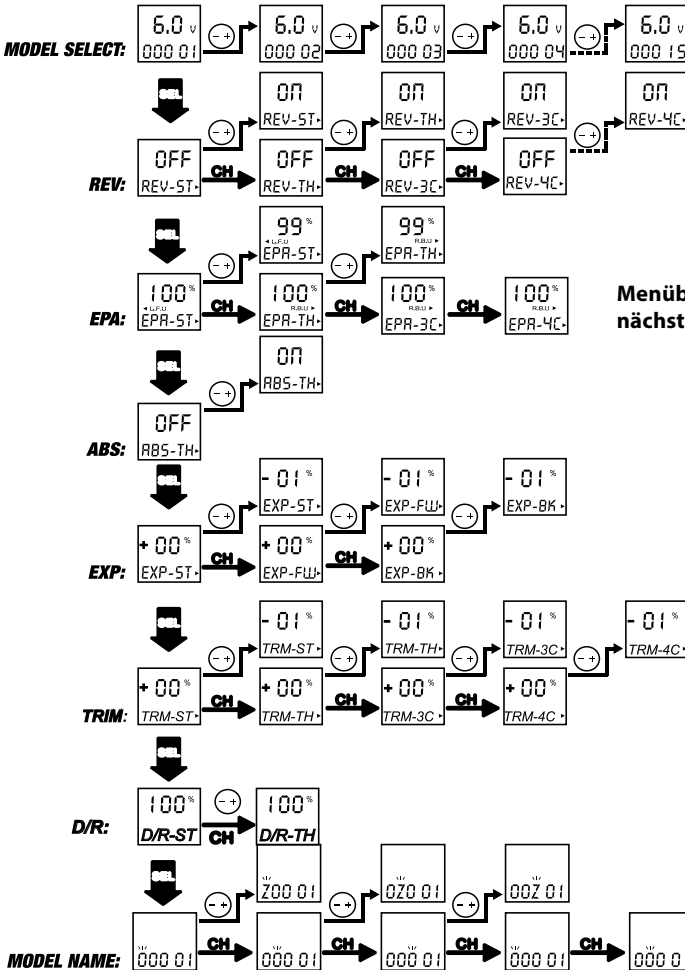 MODEL SELECT:
6.0 V 000 01
- +
6.0 V 000 02
- +
6.0 V 000 03
- +
6.0 V 000 04
- +
6.0 V 000 15
SEL
ON REV-ST
ON REV-TH
ON REV-3C
ON REV-4C
- +
- +
- +
- +
REV:
OFF REV-ST
CH
OFF REV-TH
CH
OFF REV-3C
CH
OFF REV-4C
SEL
99% L.F.U EPA-ST
99% R.B.U EPA-TH
- +
- +
EPA:
100% L.F.U EPA-ST
CH
100% R.B.U EPA-TH
CH
100% R.B.U EPA-3C
CH
100% R.B.U EPA-4C
Menüb
nächst
SEL
ON ABS-TH
- +
ABS:
OFF ABS-TH
SEL
- 01% EXP-ST
- 01% EXP-FW
- 01% EXP-BK
- +
- +
- +
EXP:
+ 00% EXP-ST
CH
+ 00% EXP-FW
CH
+ 00% EXP-BK
SEL
- 01% TRM-ST
- 01% TRM-TH
- 01% TRM-3C
- 01% TRM-4C
- +
- +
- +
- +
TRIM:
+ 00% TRM-ST
CH
+ 00% TRM-TH
CH
+ 00% TRM-3C
CH
+ 00% TRM-4C
SEL
D/R:
100% D/R-ST
- +
CH
100% D/R-TH
SEL
Z00 01
0Z0 01
00Z 01
- +
- +
- +
MODEL NAME:
000 01
CH
000 01
CH
000 01
CH
000 01
CH
000 0